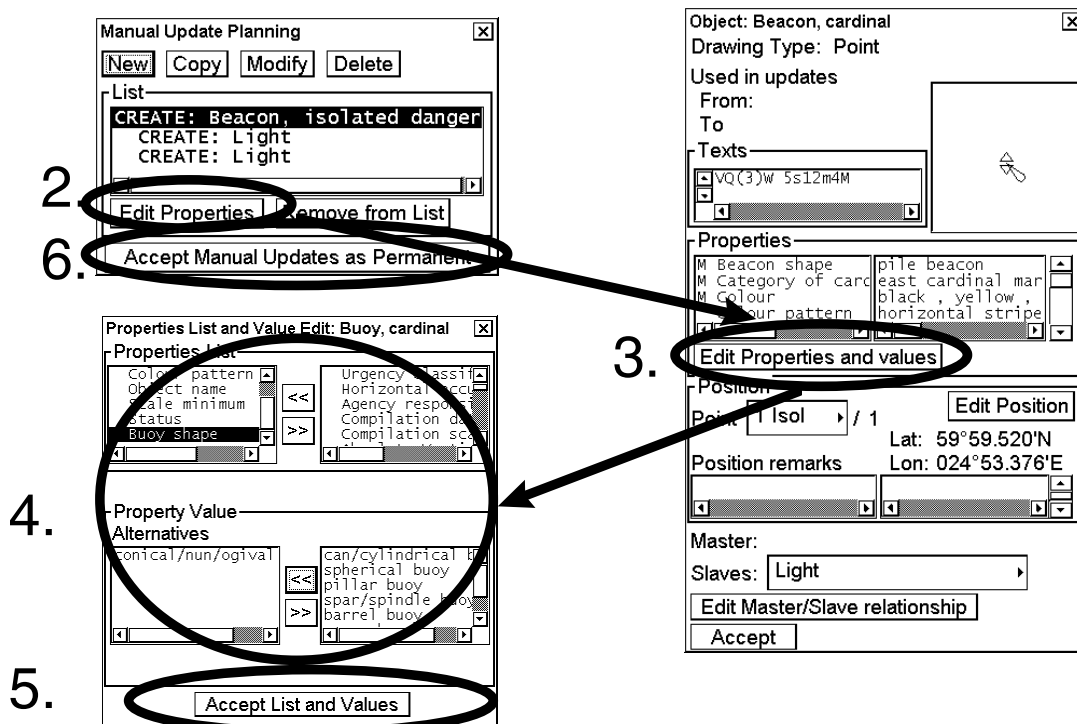 Manual Update Planning
New Copy Modify Delete
List
CREATE: Beacon, isolated danger
CREATE: Light
CREATE: Light
2.
Edit Properties Remove from List
6.
Accept Manual Updates as Permanent
Object: Beacon, cardinal
Drawing Type: Point
Used in updates
From:
To
Texts
VQ(3)W 5s12m4M
Properties
M Beacon shape pile beacon
M Category of card east cardinal mar
M Colour black , yellow ,
Colour pattern horizontal stripe
3.
Edit Properties and values
Position
Point 1 Isol / 1
Edit Position
Lat: 59°59.520'N
Position remarks Lon: 024°53.376'E
Master:
Slaves: Light
Edit Master/Slave relationship
Accept
Properties List and Value Edit: Buoy, cardinal
Properties List
Colour pattern << Urgency classif
Object name Horizontal accu
Scale minimum Agency responsi
Status >> Compilation da
Buoy shape Compilation sca
4.
Property Value
Alternatives
conical/nun/ogival << can/cylindrical b
spherical buoy
pillar buoy
>> spar/spindle buoy
barrel buoy
5.
Accept List and Values